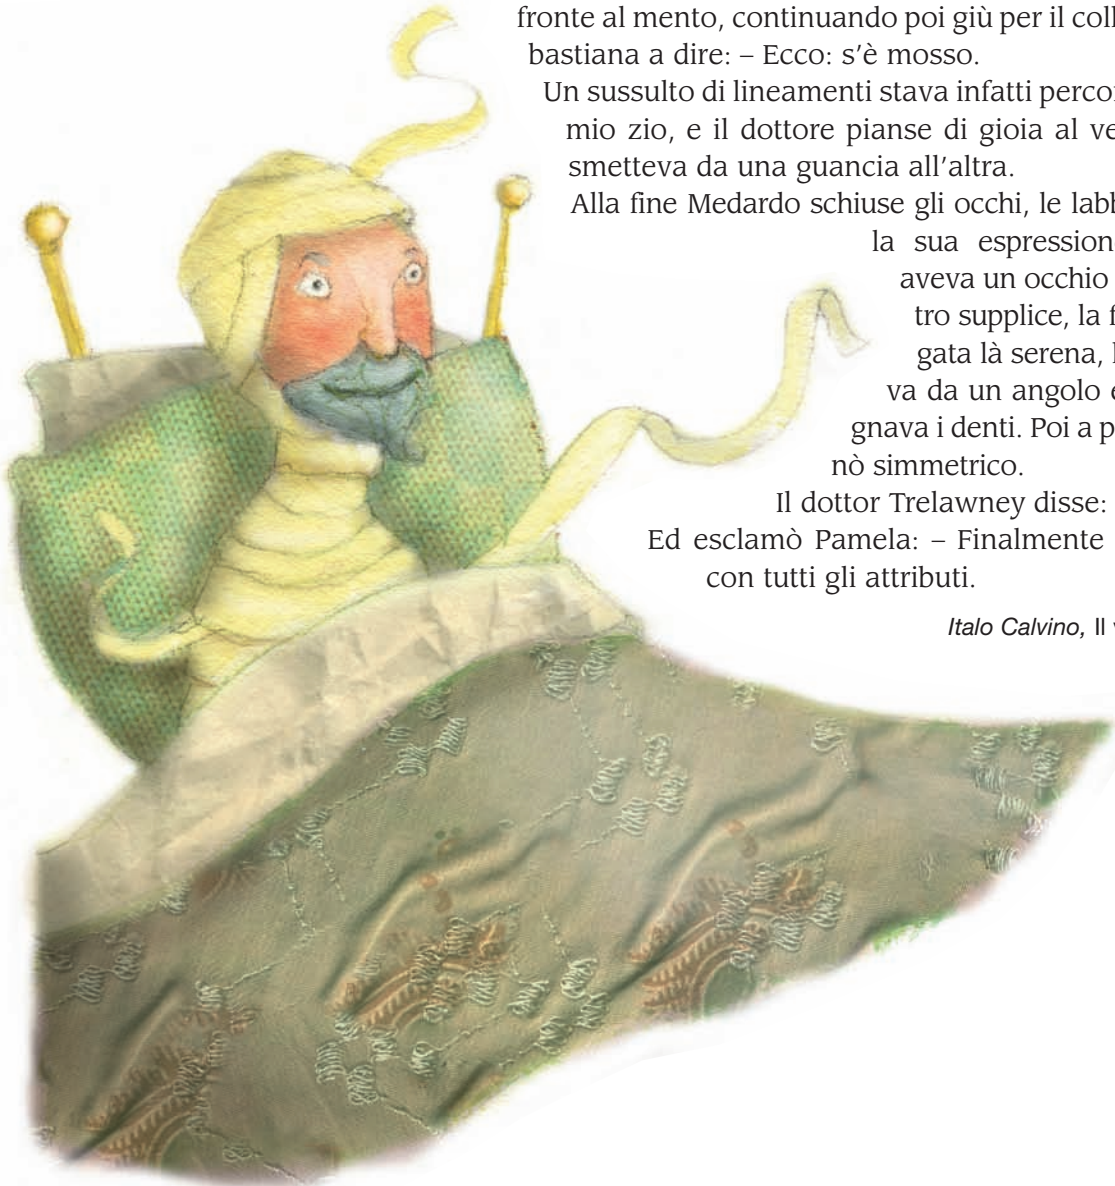 fronte al mento, continuando poi giù per il coll
bastiana a dire: – Ecco: s'è mosso.
Un sussulto di lineamenti stava infatti percor
mio zio, e il dottore pianse di gioia al ve
smetteva da una guancia all'altra.
Alla fine Medardo schiuse gli occhi, le labb
la sua espression
aveva un occhio
tro supplice, la f
gata là serena, l
va da un angolo e
gnava i denti. Poi a p
nò simmetrico.
Il dottor Trelawney disse:
Ed esclamò Pamela: – Finalmente
con tutti gli attributi.
Italo Calvino, Il v